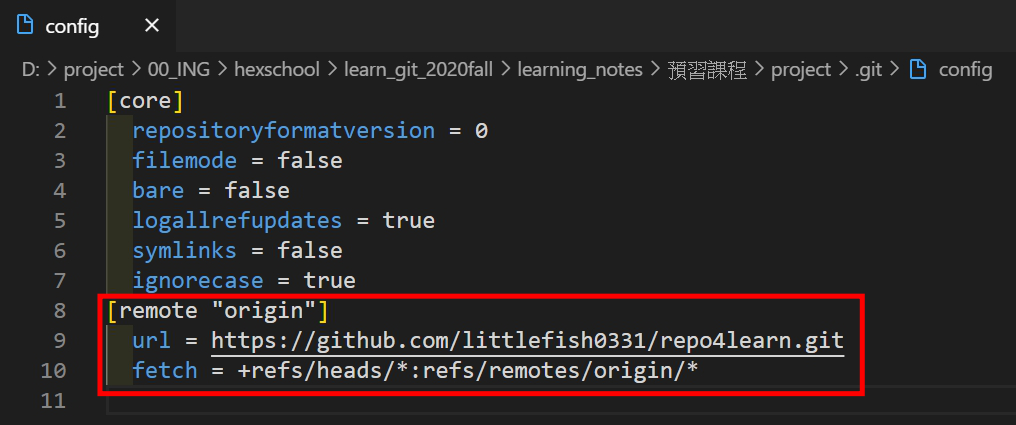 config
D: > project > 00_ING > hexschool > learn_git_2020fall > learning_notes > 預習課程 > project > .git > config
1 [core]
2 repositoryformatversion = 0
3 filemode = false
4 bare = false
5 logallrefupdates = true
6 symlinks = false
7 ignorecase = true
8 [remote "origin"]
9 url = https://github.com/littlefish0331/repo4learn.git
10 fetch = +refs/heads/*:refs/remotes/origin/*
11